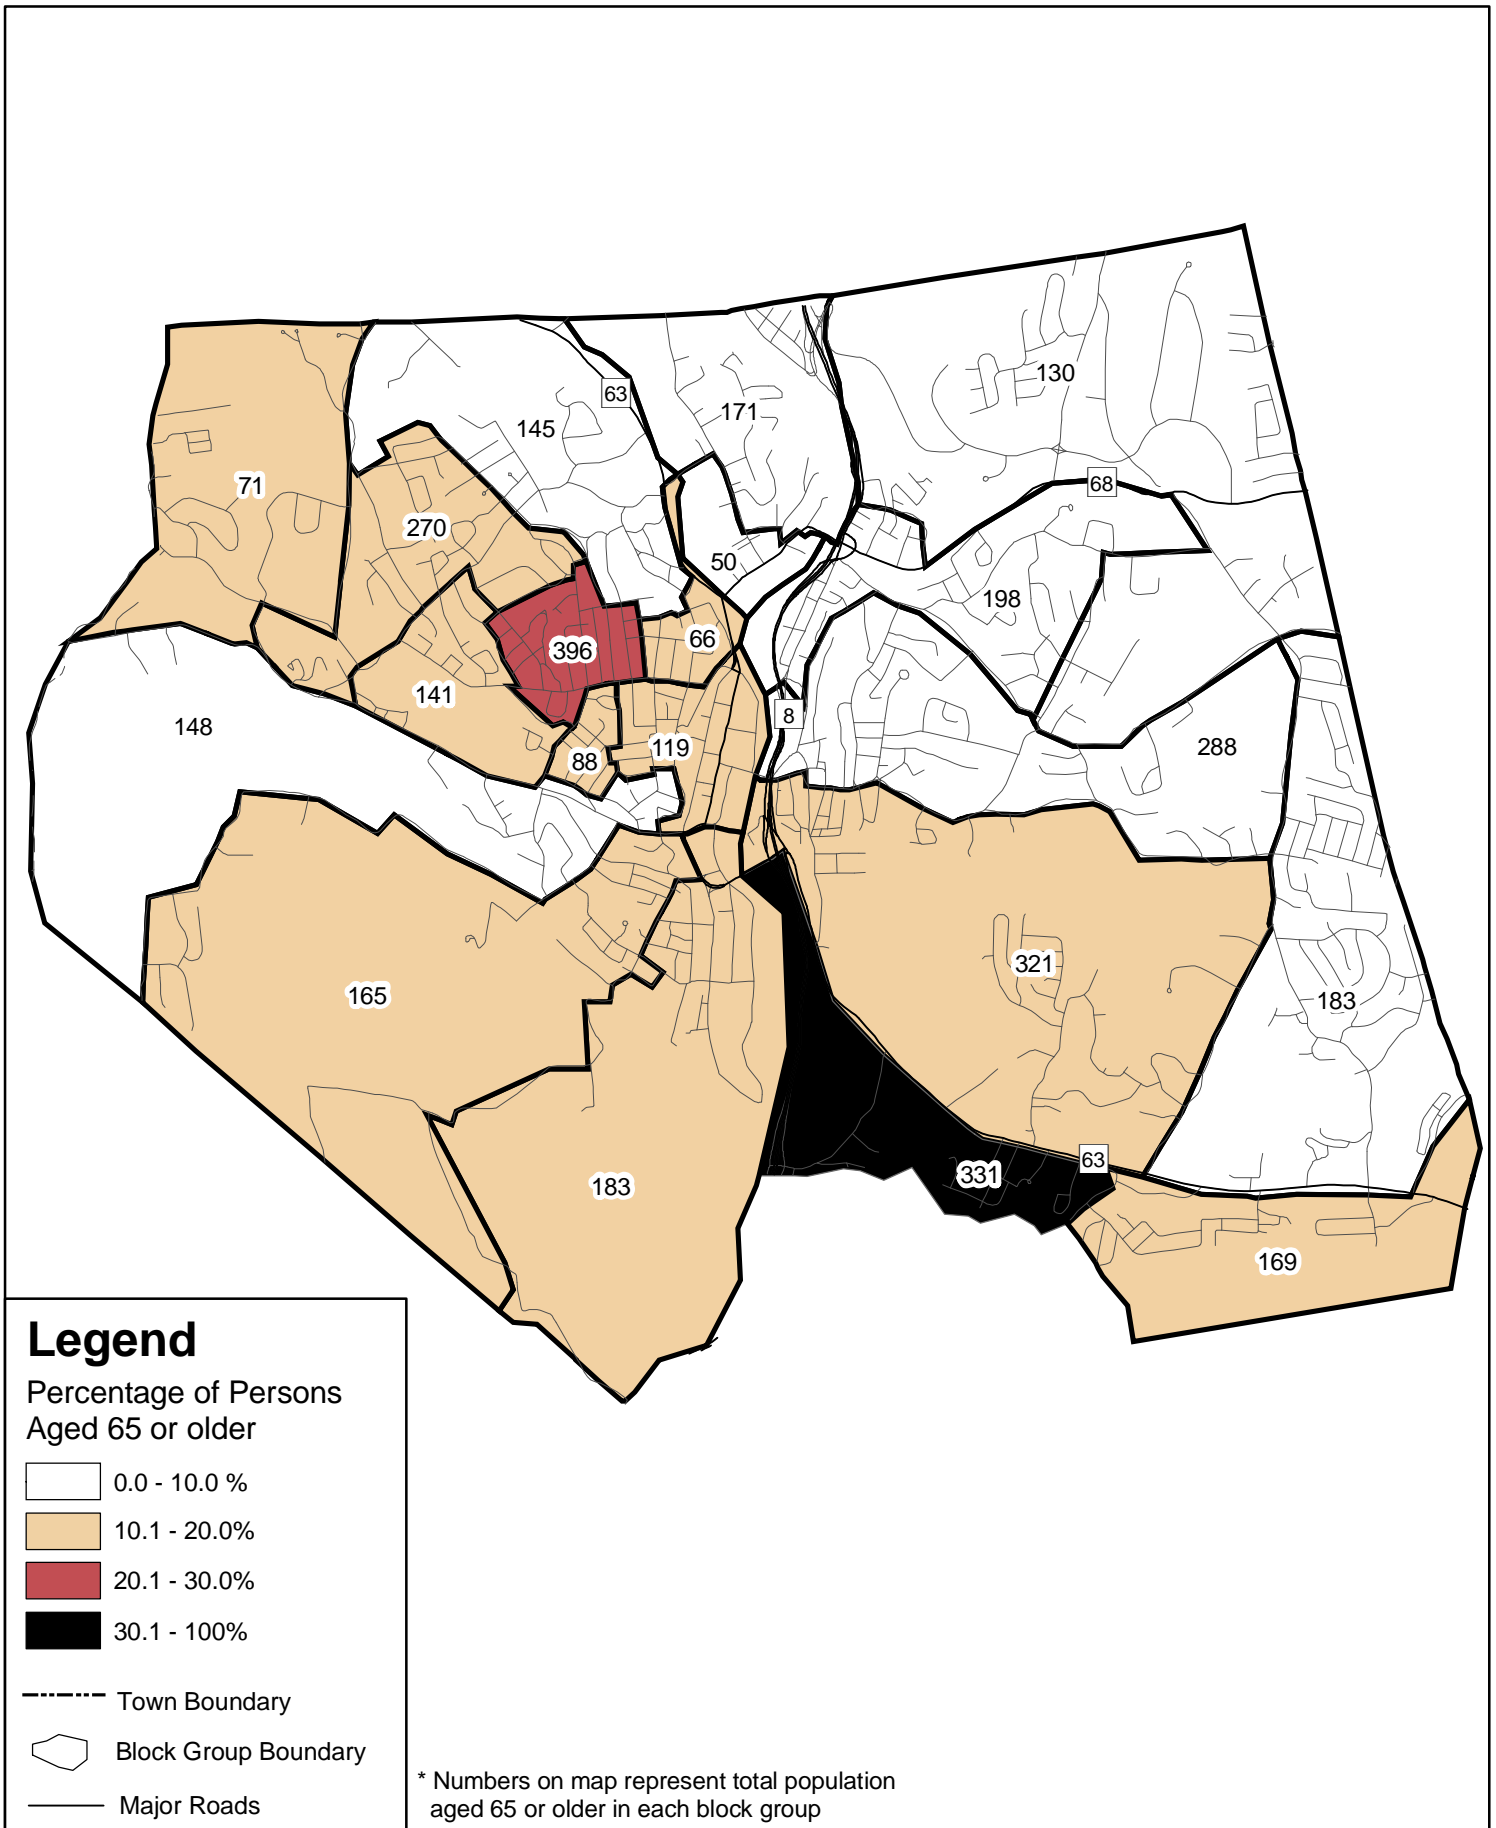 130
63
171
145
68
71
270
50
198
396
66
141
8
148
119
288
88
321
165
183
63
331
183
169
Legend
Percentage of Persons
Aged 65 or older
0.0 - 10.0 %
10.1 - 20.0%
20.1 - 30.0%
30.1 - 100%
Town Boundary
Block Group Boundary
Major Roads
* Numbers on map represent total population
aged 65 or older in each block group